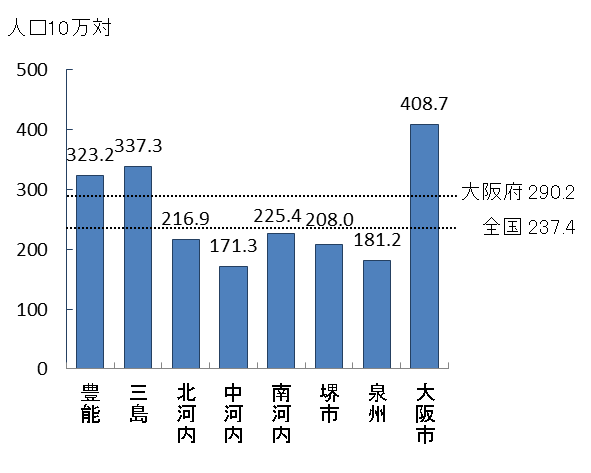 人口10万対
500
400
300
200
100
0
323.2
337.3
216.9
171.3
225.4
208.0
181.2
408.7
大阪府 290.2
全国 237.4
豊能
三島
北河内
中河内
南河内
堺市
泉州
大阪市